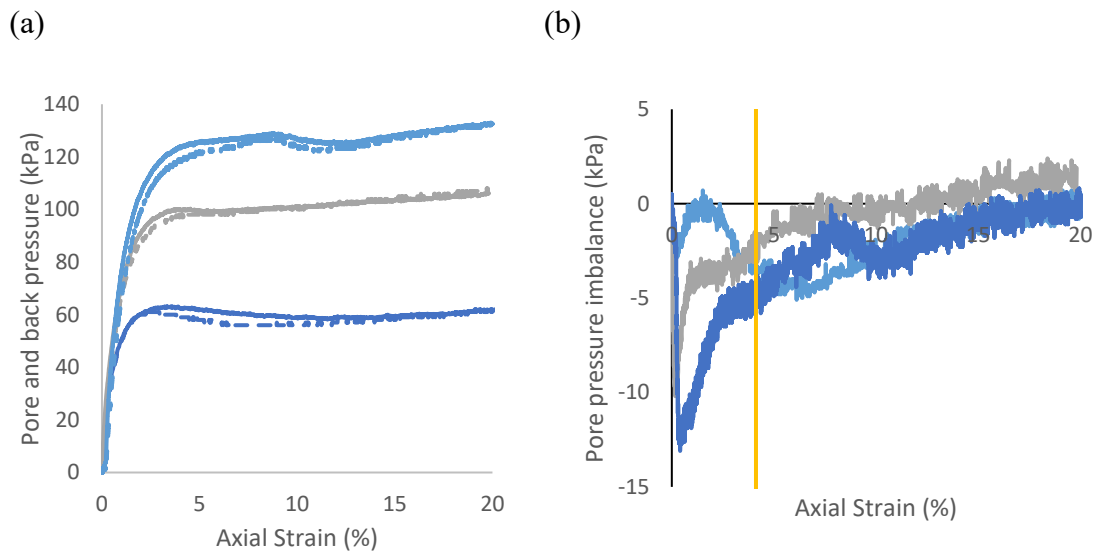 (a)
(b)
Pore and back pressure (kPa)
140
120
100
80
60
40
20
0
0 5 10 15 20
Axial Strain (%)
Pore pressure imbalance (kPa)
5
0
-5
-10
-15
0 5 10 15 20
Axial Strain (%)